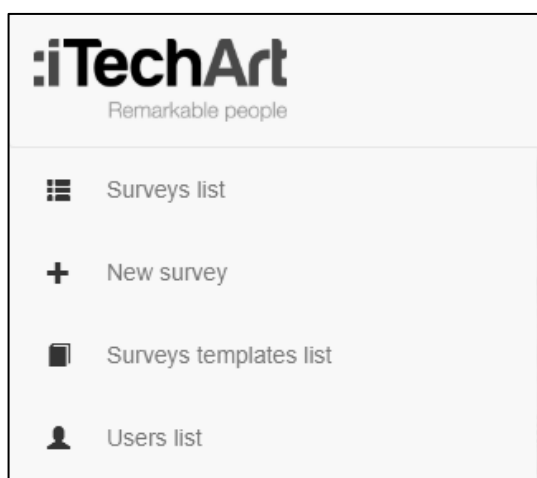 :iTechArt
Remarkable people
Surveys list
New survey
Surveys templates list
Users list